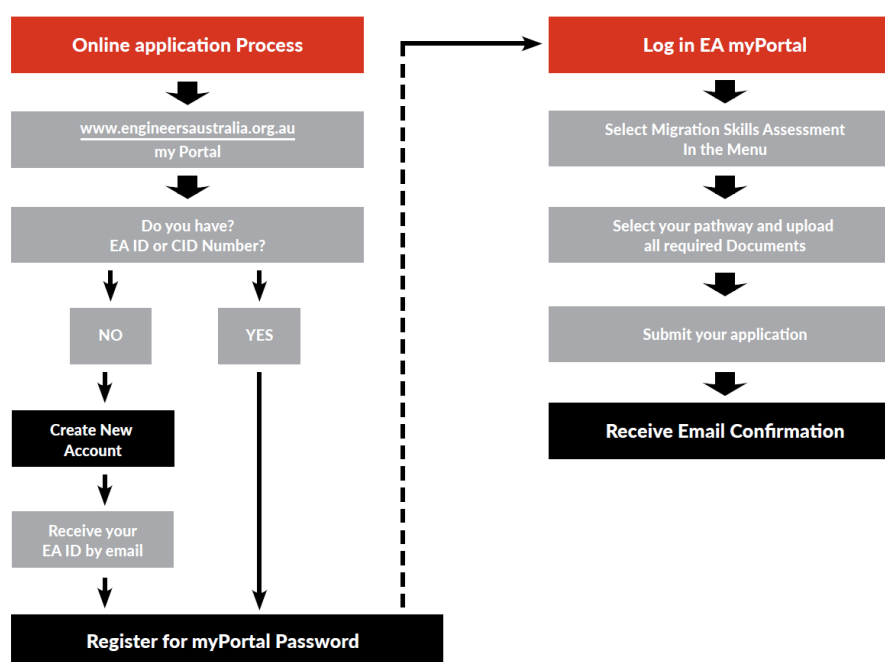 Online application Process
www.engineersaustralia.org.au
my Portal
Do you have?
EA ID or CID Number?
NO
YES
Create New
Account
Receive your
EA ID by email
Register for myPortal Password
Log in EA myPortal
Select Migration Skills Assessment
In the Menu
Select your pathway and upload
all required Documents
Submit your application
Receive Email Confirmation